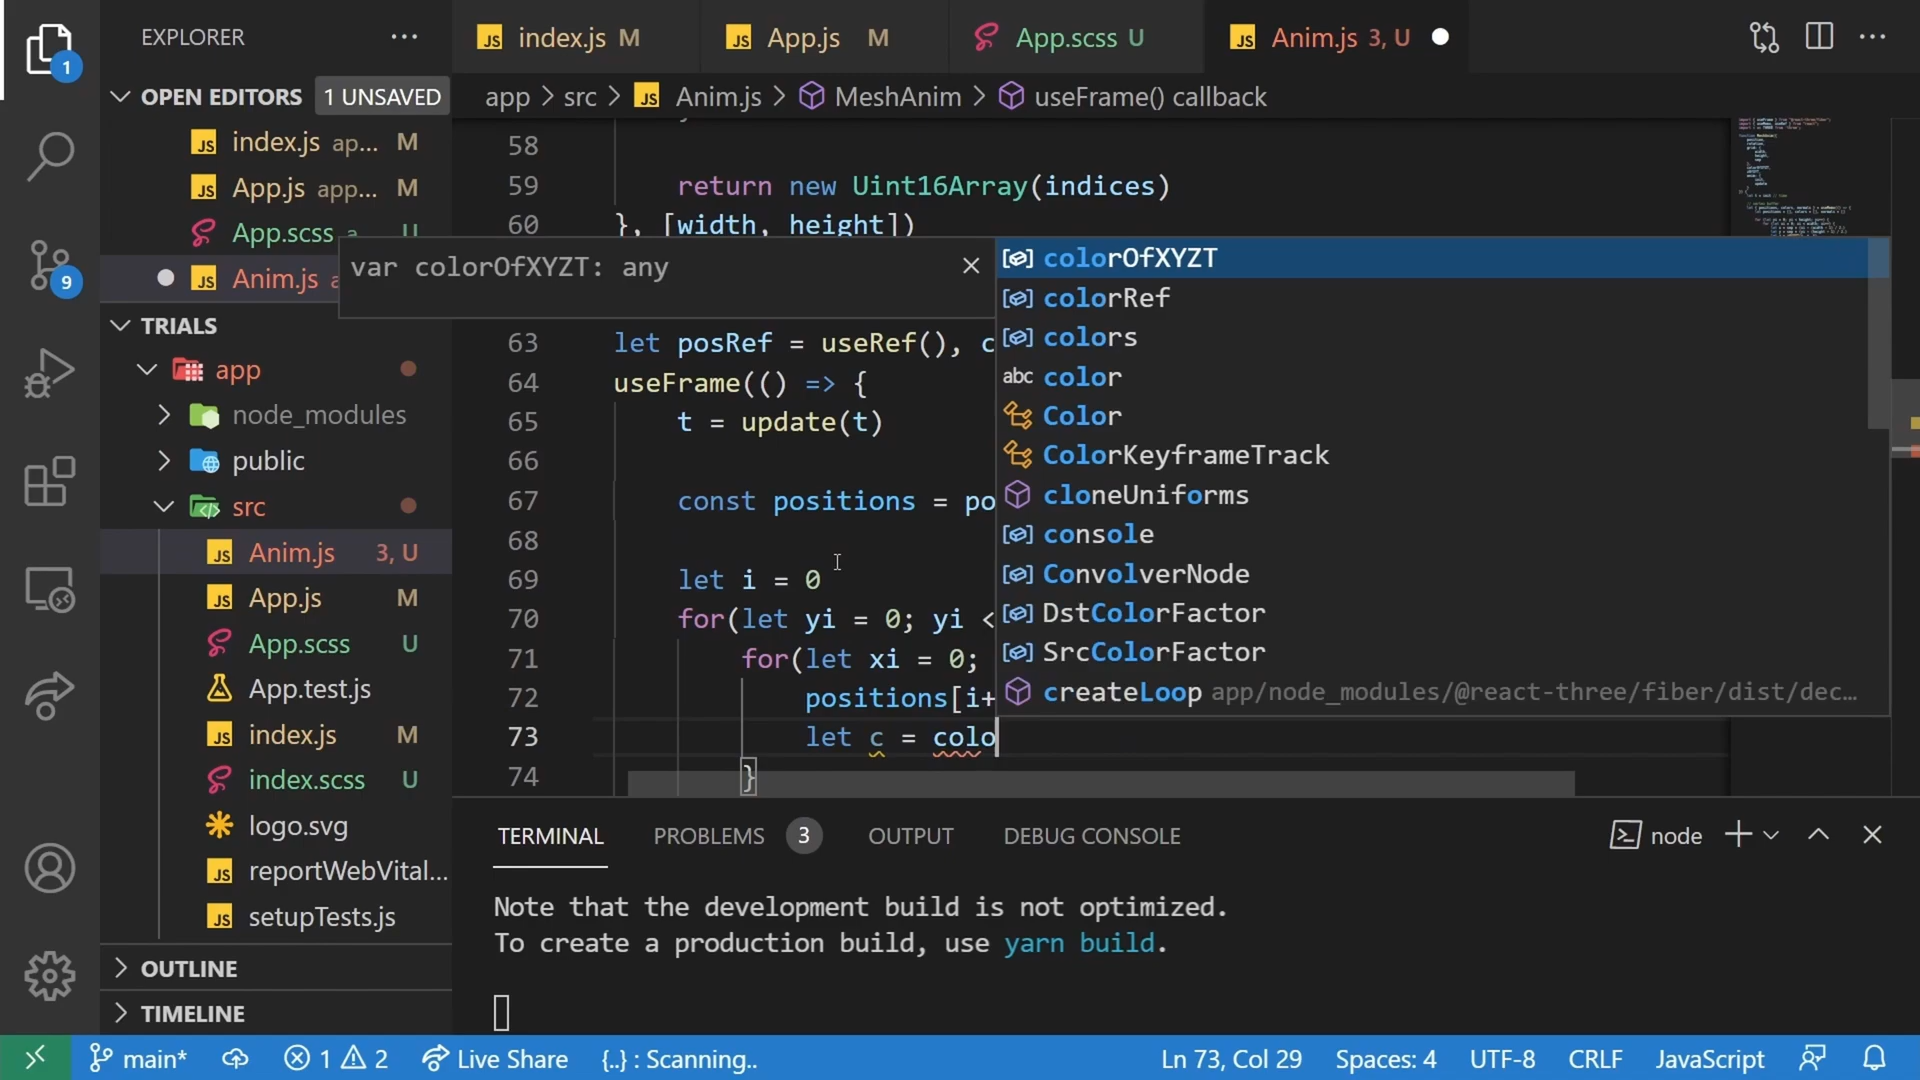 EXPLORER
index.js M
App.js M
App.scss U
Anim.js 3, U
1
OPEN EDITORS 1 UNSAVED
index.js ap... M
App.js app... M
App.scss a U
Anim.js a
app > src > JS Anim.js > MeshAnim > useFrame() callback
TRIALS
app
node_modules
public
src
Anim.js 3, U
App.js M
App.scss U
App.test.js
index.js M
index.scss U
logo.svg
reportWebVital...
setupTests.js
OUTLINE
TIMELINE
9
58
59 return new Uint16Array(indices)
60 }, [width, height])
var colorOfXYZT: any
63 let posRef = useRef(), c
64 useFrame(() => {
65 t = update(t)
66
67 const positions = po
68
69 let i = 0
70 for(let yi = 0; yi <
71 for(let xi = 0;
72 positions[i+
73 let c = colo
74 }
colorOfXYZT
colorRef
colors
abc color
Color
ColorKeyframeTrack
cloneUniforms
console
ConvolverNode
DstColorFactor
SrcColorFactor
createLoop app/node_modules/@react-three/fiber/dist/dec...
TERMINAL PROBLEMS 3 OUTPUT DEBUG CONSOLE
node
Note that the development build is not optimized.
To create a production build, use yarn build.
main* 1 2 Live Share {..} : Scanning..
Ln 73, Col 29 Spaces: 4 UTF-8 CRLF JavaScript